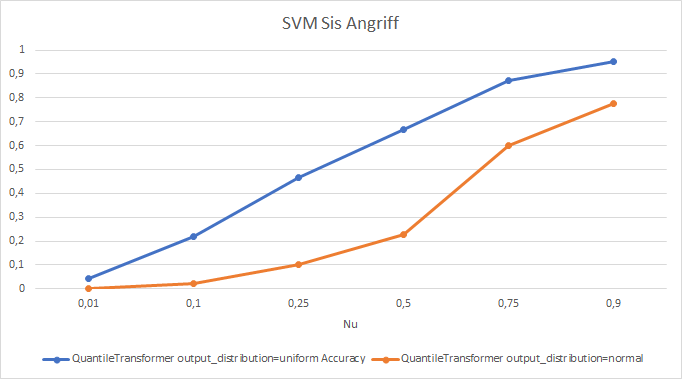 SVM Sis Angriff
1
0,9
0,8
0,7
0,6
0,5
0,4
0,3
0,2
0,1
0
0,01 0,1 0,25 0,5 0,75 0,9
Nu
QuantileTransformer output_distribution=uniform Accuracy QuantileTransformer output_distribution=normal